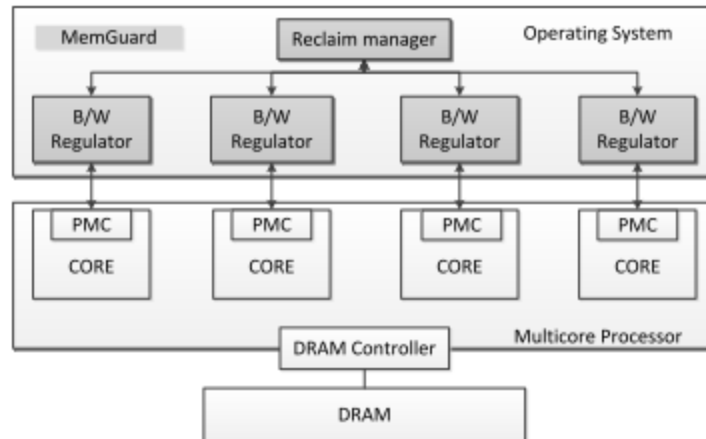 MemGuard
Reclaim manager
Operating System
B/W
Regulator
B/W
Regulator
B/W
Regulator
B/W
Regulator
PMC
CORE
PMC
CORE
PMC
CORE
PMC
CORE
Multicore Processor
DRAM Controller
DRAM